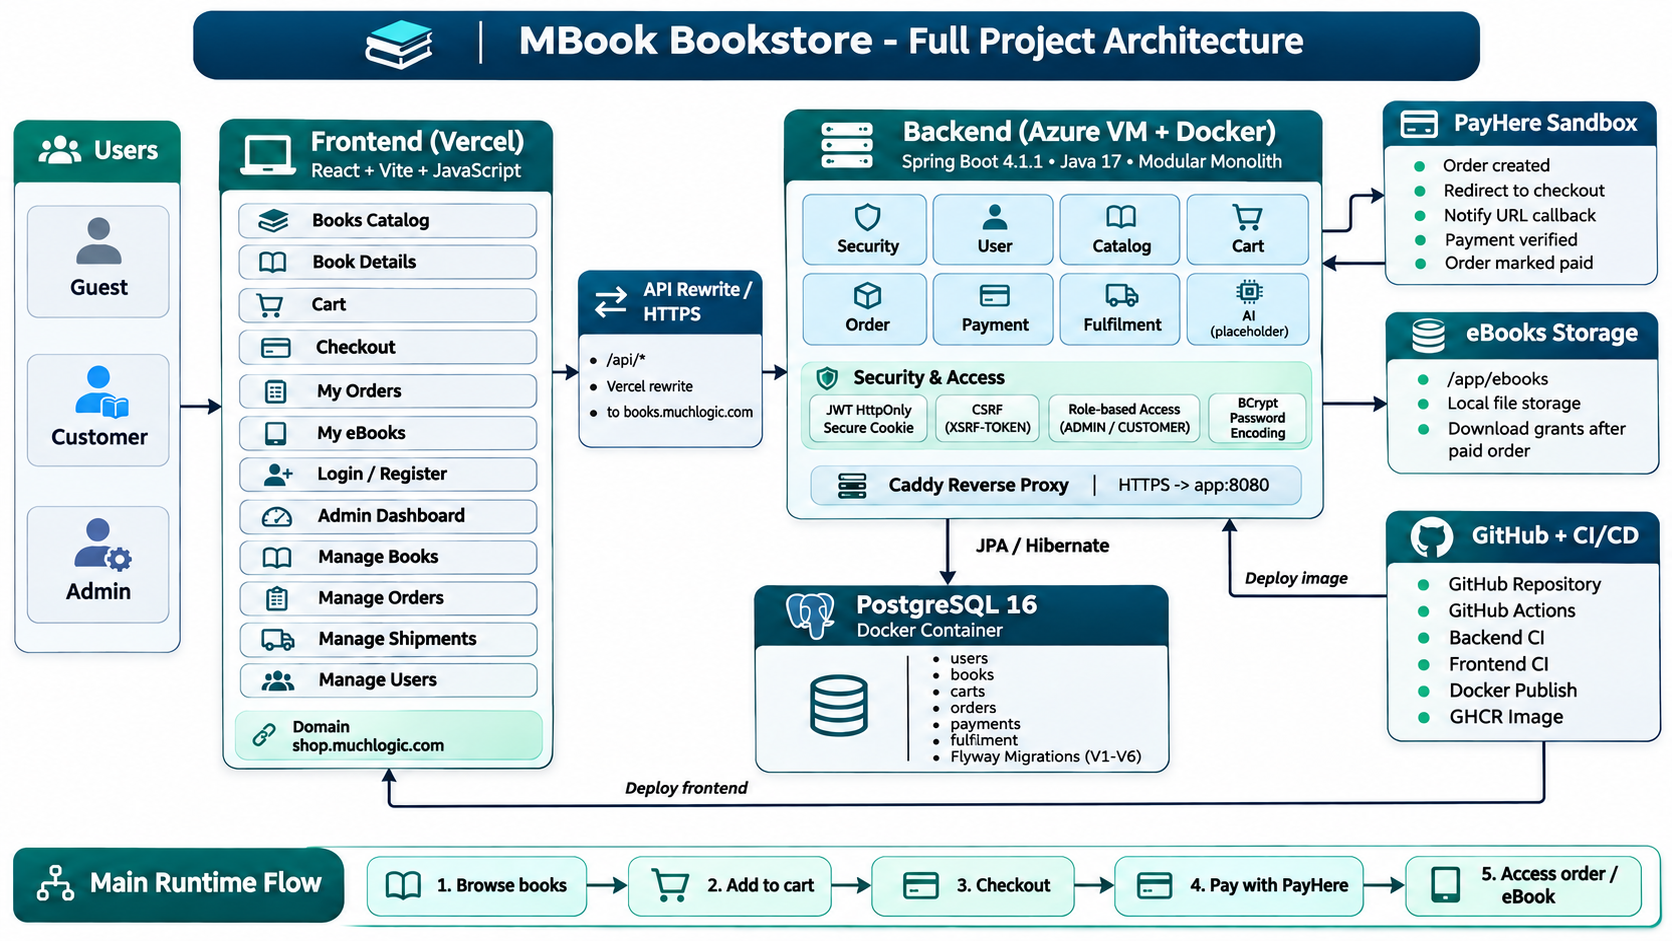 MBook Bookstore - Full Project Architecture
Users
Guest
Customer
Admin
Frontend (Vercel)
React + Vite + JavaScript
Books Catalog
Book Details
Cart
Checkout
My Orders
My eBooks
Login / Register
Admin Dashboard
Manage Books
Manage Orders
Manage Shipments
Manage Users
Domain
shop.muchlogic.com
API Rewrite /
HTTPS
/api/*
Vercel rewrite
to books.muchlogic.com
Backend (Azure VM + Docker)
Spring Boot 4.1.1 • Java 17 • Modular Monolith
Security
User
Catalog
Cart
Order
Payment
Fulfilment
AI
(placeholder)
Security & Access
JWT HttpOnly
Secure Cookie
CSRF
(XSRF-TOKEN)
Role-based Access
(ADMIN / CUSTOMER)
BCrypt
Password
Encoding
Caddy Reverse Proxy | HTTPS -> app:8080
JPA / Hibernate
PostgreSQL 16
Docker Container
users
books
carts
orders
payments
fulfilment
Flyway Migrations (V1-V6)
PayHere Sandbox
Order created
Redirect to checkout
Notify URL callback
Payment verified
Order marked paid
eBooks Storage
/app/ebooks
Local file storage
Download grants after
paid order
GitHub + CI/CD
GitHub Repository
GitHub Actions
Backend CI
Frontend CI
Docker Publish
GHCR Image
Deploy image
Deploy frontend
Main Runtime Flow
1. Browse books
2. Add to cart
3. Checkout
4. Pay with PayHere
5. Access order /
eBook